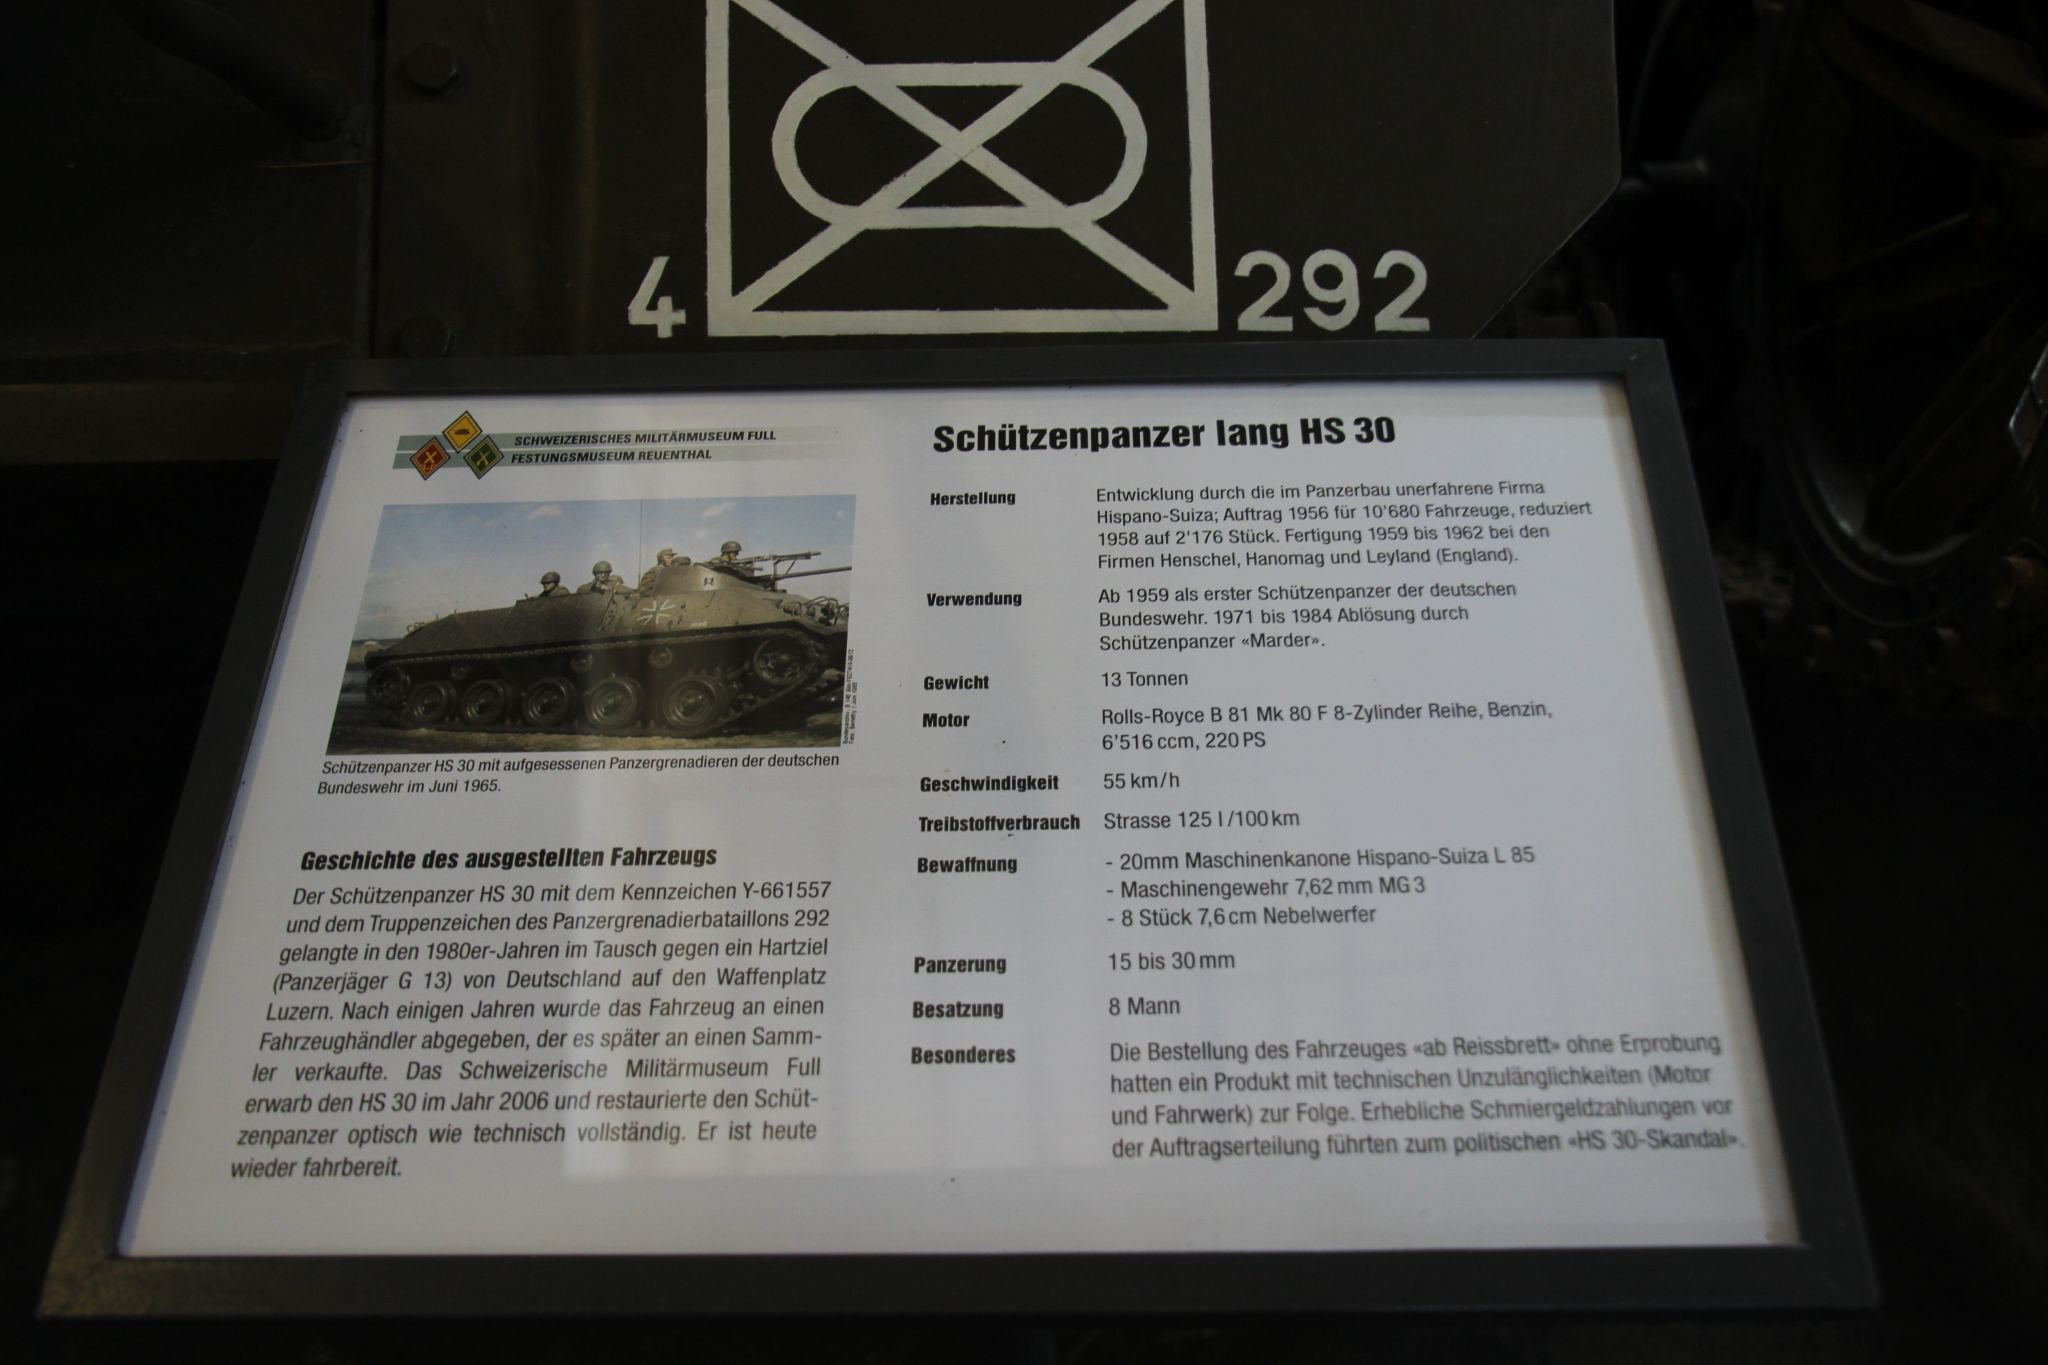 4 292
SCHWEIZERISCHES MILITÄRMUSEUM FULL
FESTUNGSMUSEUM REUENTHAL
Schützenpanzer HS 30 mit aufgesessenen Panzergrenadieren der deutschen
Bundeswehr im Juni 1965.
Geschichte des ausgestellten Fahrzeugs
Der Schützenpanzer HS 30 mit dem Kennzeichen Y-661557
und dem Truppenzeichen des Panzergrenadierbataillons 292
gelangte in den 1980er-Jahren im Tausch gegen ein Hartziel
(Panzerjäger G 13) von Deutschland auf den Waffenplatz
Luzern. Nach einigen Jahren wurde das Fahrzeug an einen
Fahrzeughändler abgegeben, der es später an einen Samm-
ler verkaufte. Das Schweizerische Militärmuseum Full
erwarb den HS 30 im Jahr 2006 und restaurierte den Schüt-
zenpanzer optisch wie technisch vollständig. Er ist heute
wieder fahrbereit.
Schützenpanzer lang HS 30
Herstellung Entwicklung durch die im Panzerbau unerfahrene Firma
Hispano-Suiza; Auftrag 1956 für 10'680 Fahrzeuge, reduziert
1958 auf 2'176 Stück. Fertigung 1959 bis 1962 bei den
Firmen Henschel, Hanomag und Leyland (England).
Verwendung Ab 1959 als erster Schützenpanzer der deutschen
Bundeswehr. 1971 bis 1984 Ablösung durch
Schützenpanzer «Marder».
Gewicht 13 Tonnen
Motor Rolls-Royce B 81 Mk 80 F 8-Zylinder Reihe, Benzin,
6'516 ccm, 220 PS
Geschwindigkeit 55 km/h
Treibstoffverbrauch Strasse 125 l/100 km
Bewaffnung - 20mm Maschinenkanone Hispano-Suiza L 85
- Maschinengewehr 7,62 mm MG 3
- 8 Stück 7,6 cm Nebelwerfer
Panzerung 15 bis 30 mm
Besatzung 8 Mann
Besonderes Die Bestellung des Fahrzeuges «ab Reissbrett» ohne Erprobung
hatten ein Produkt mit technischen Unzulänglichkeiten (Motor
und Fahrwerk) zur Folge. Erhebliche Schmiergeldzahlungen vor
der Auftragserteilung führten zum politischen «HS 30-Skandal».